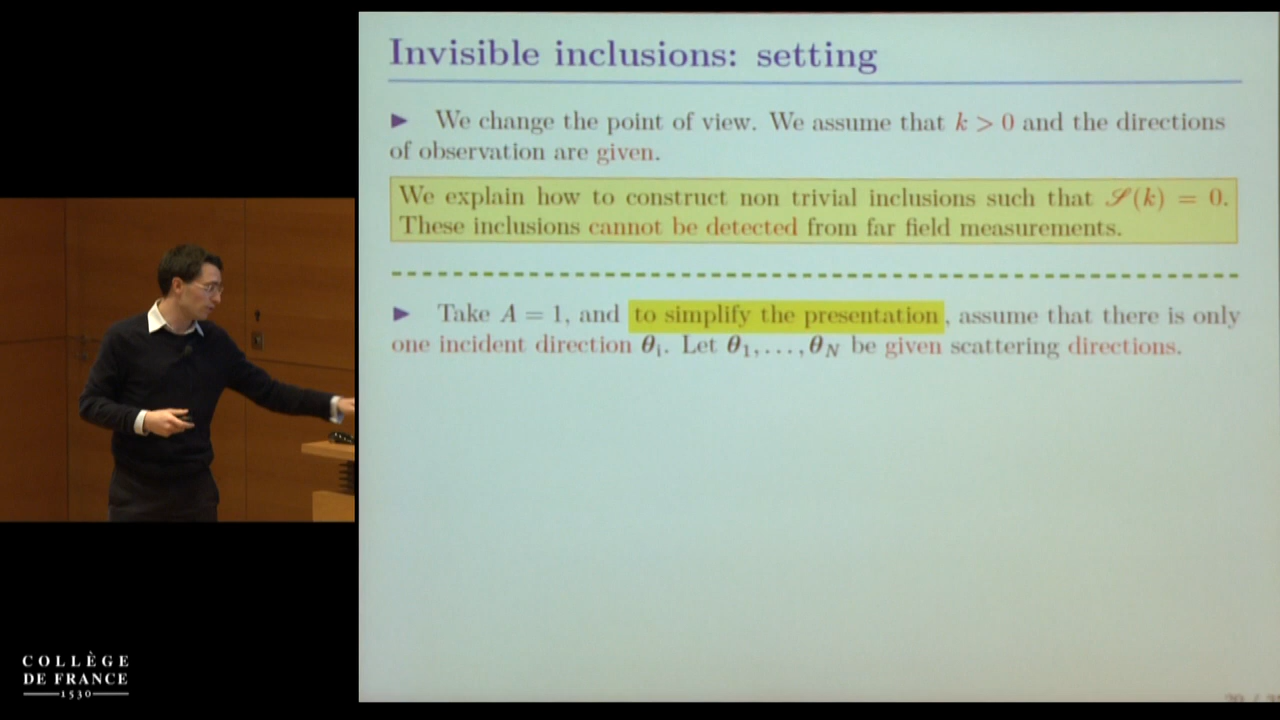 Invisible inclusions: setting
► We change the point of view. We assume that k > 0 and the directions
of observation are given.
We explain how to construct non trivial inclusions such that 𝒮(k) = 0.
These inclusions cannot be detected from far field measurements.
► Take A = 1, and to simplify the presentation, assume that there is only
one incident direction θᵢ. Let θ₁, . . . , θ_N be given scattering directions.
COLLÈGE
DE FRANCE
1530